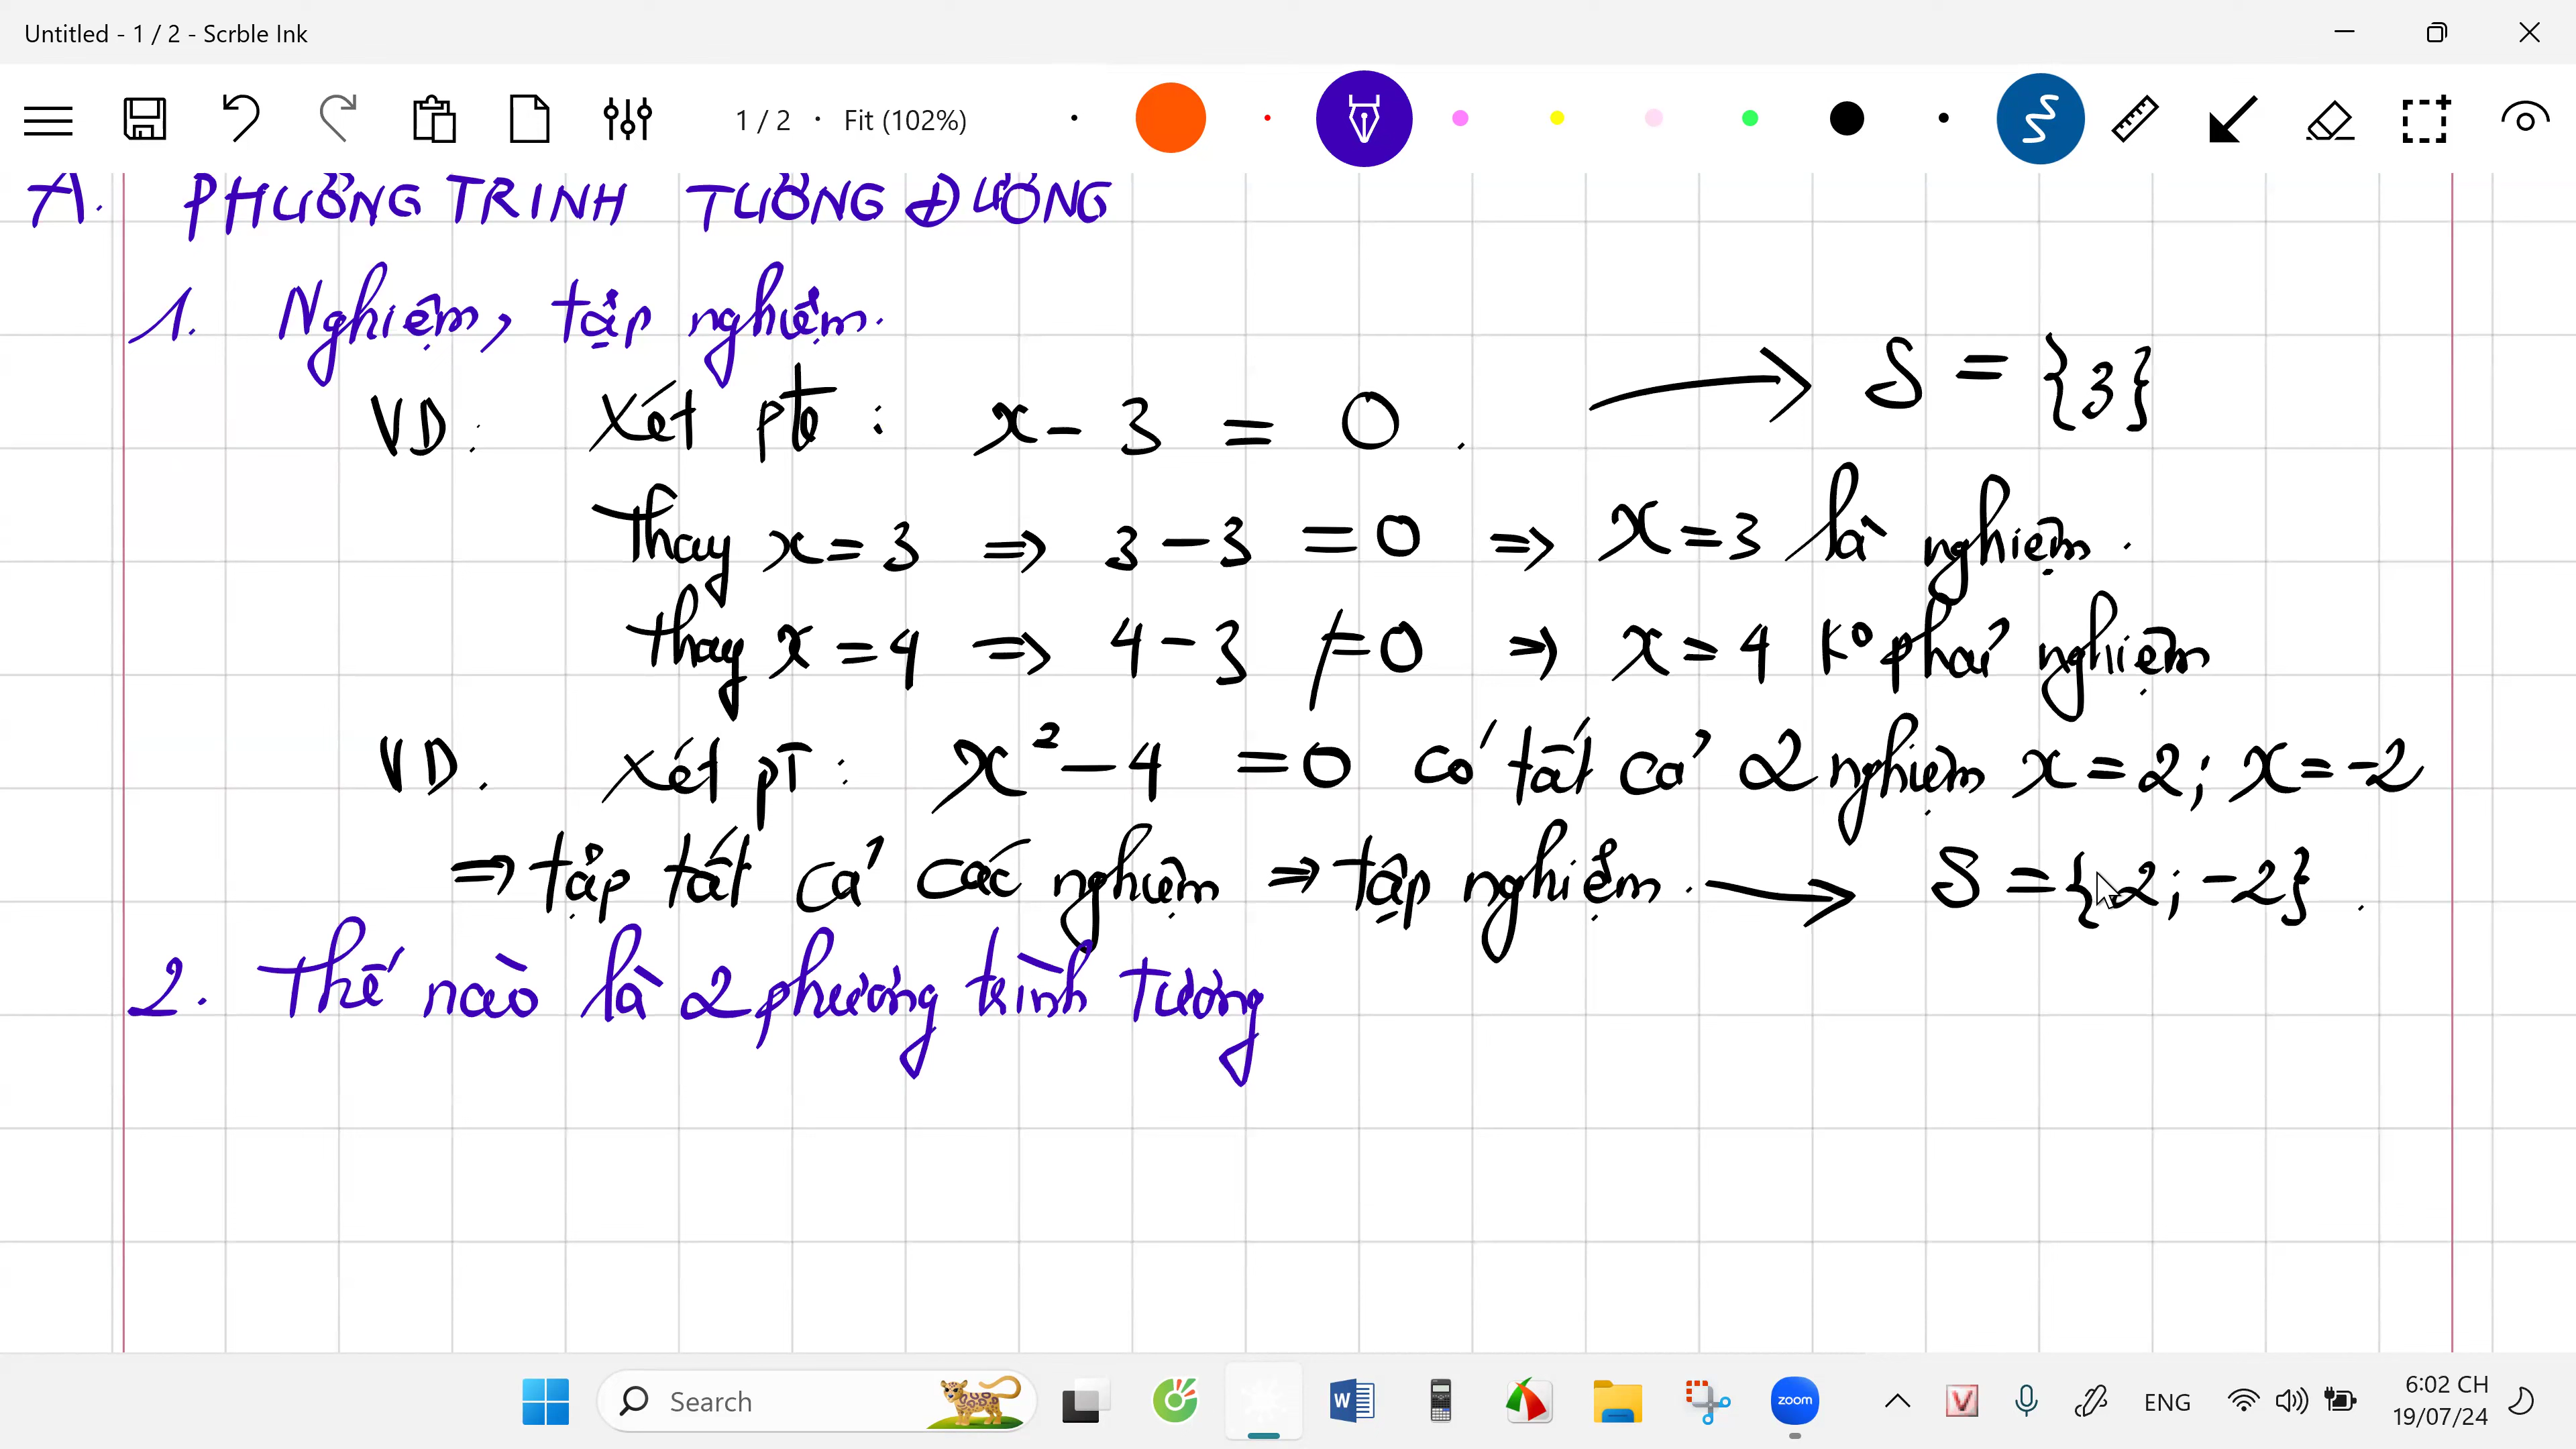 Untitled - 1 / 2 - Scrble Ink
1 / 2 · Fit (102%)
A. PHƯƠNG TRINH TƯƠNG ĐƯƠNG
1. Nghiệm, tập nghiệm.
VD: Xét pt : x - 3 = 0 . → S = {3}
Thay x = 3 ⇒ 3 - 3 = 0 ⇒ x = 3 là nghiệm.
Thay x = 4 ⇒ 4 - 3 ≠ 0 ⇒ x = 4 K° phải nghiệm
VD. Xét pT: x² - 4 = 0 có tất cả 2 nghiệm x = 2; x = -2
⇒ tập tất cả các nghiệm ⇒ tập nghiệm. → S = {2; -2} .
2. Thế nào là 2 phương trình tương
Search
W
zoom
V
ENG
6:02 CH
19/07/24